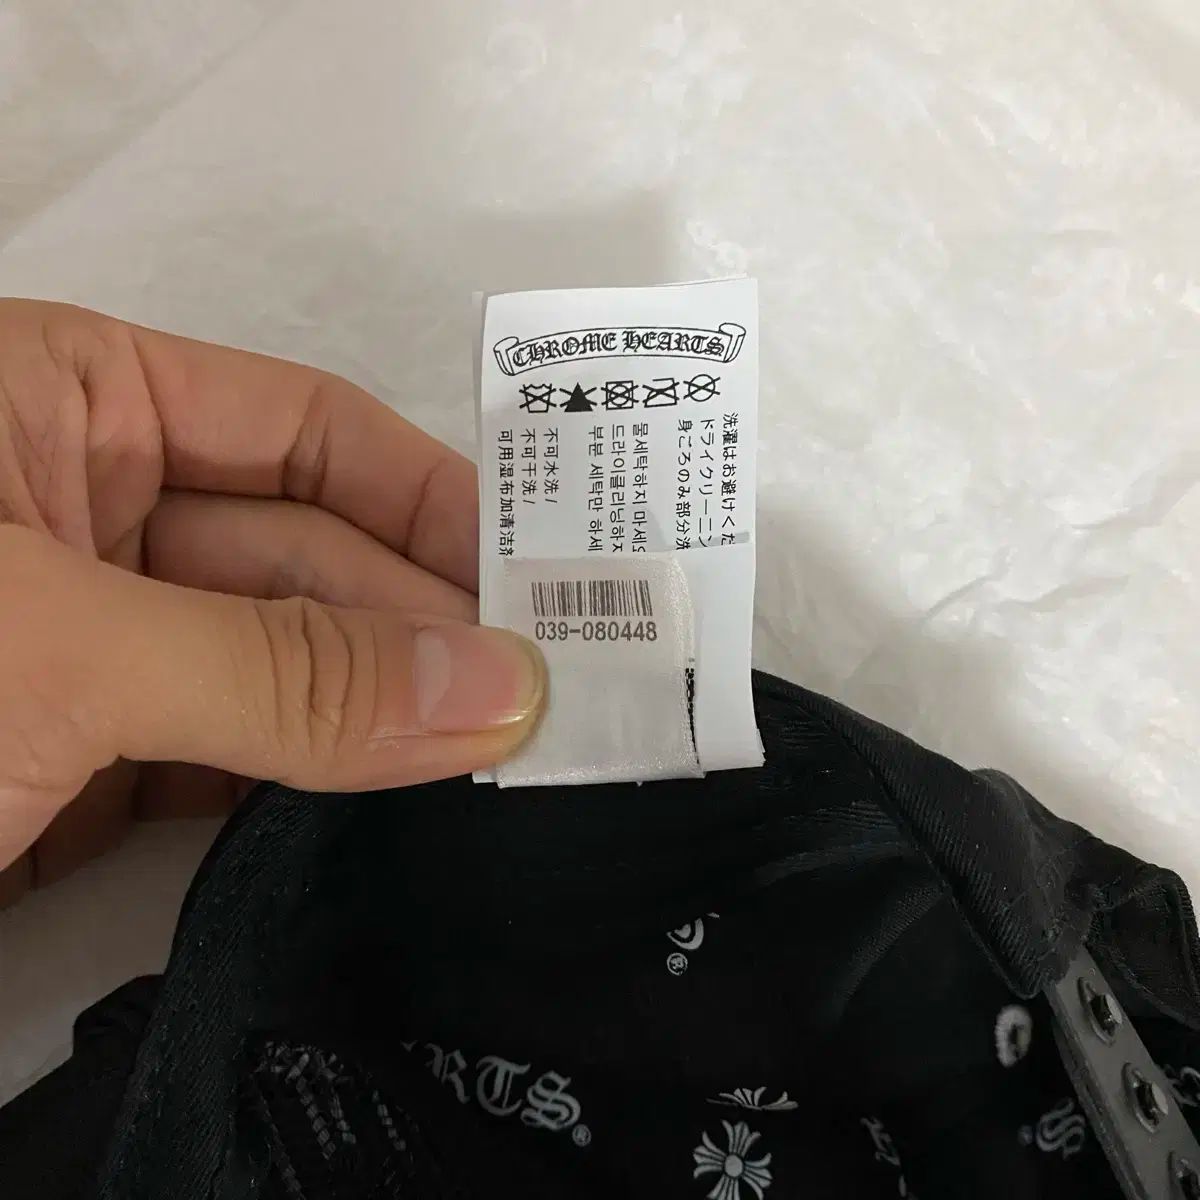 CHROME HEARTS
洗濯はお避けくだ
ドライクリーニン
身ごろのみ部分洗
물세탁하지 마세요
드라이클리닝하지
부분 세탁만 하세
不可水洗/
不可干洗/
可用湿布加清洁剂
039-080448
®
RTS®